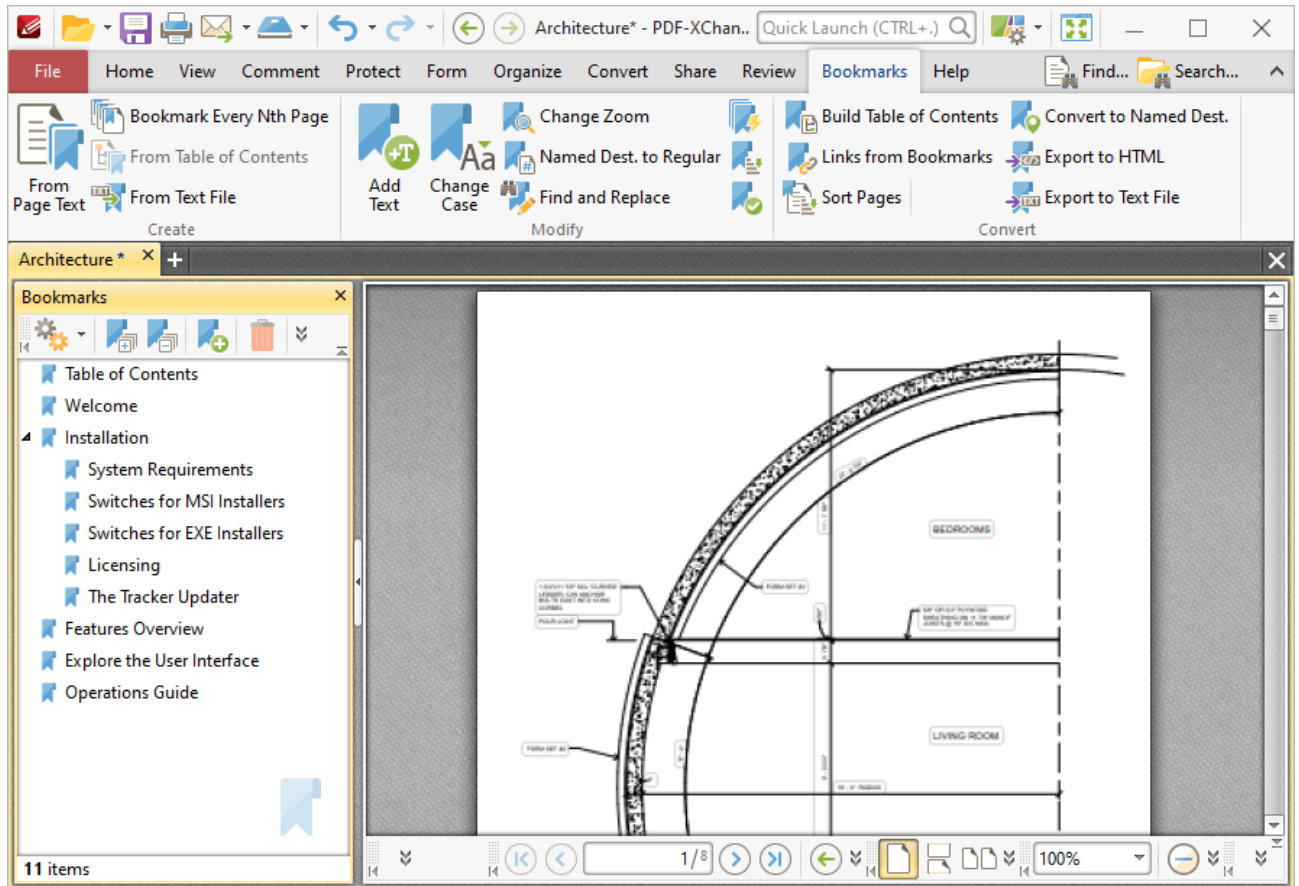 Architecture* - PDF-XChan.. Quick Launch (CTRL+.)
File Home View Comment Protect Form Organize Convert Share Review Bookmarks Help Find... Search...
From Page Text
Bookmark Every Nth Page
From Table of Contents
From Text File
Create
Add Text
Change Case
Change Zoom
Named Dest. to Regular
Find and Replace
Modify
Build Table of Contents
Links from Bookmarks
Sort Pages
Convert to Named Dest.
Export to HTML
Export to Text File
Convert
Architecture *
Bookmarks
Table of Contents
Welcome
Installation
System Requirements
Switches for MSI Installers
Switches for EXE Installers
Licensing
The Tracker Updater
Features Overview
Explore the User Interface
Operations Guide
11 items
BEDROOMS
POUR JOINT
LIVING ROOM
1/8
100%